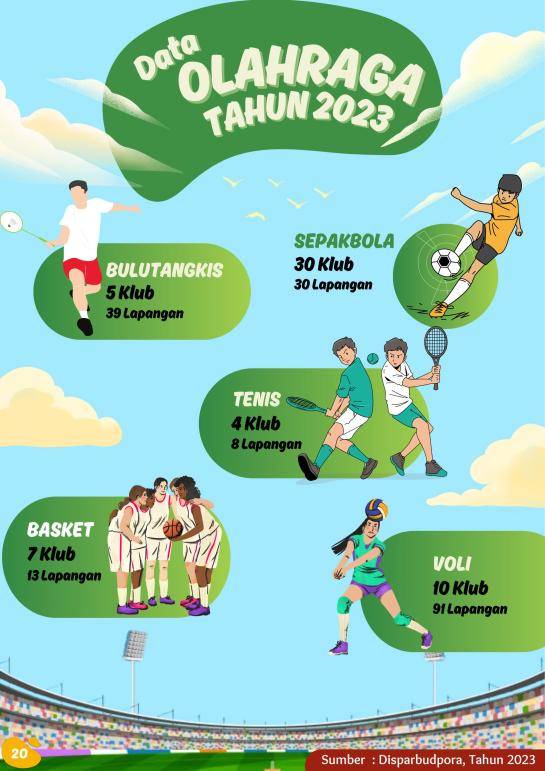 Data
OLAHRAGA
TAHUN 2023
BULUTANGKIS
5 Klub
39 Lapangan
SEPAKBOLA
30 Klub
30 Lapangan
TENIS
4 Klub
8 Lapangan
BASKET
7 Klub
13 Lapangan
VOLI
10 Klub
91 Lapangan
20
Sumber : Disparbudpora, Tahun 2023